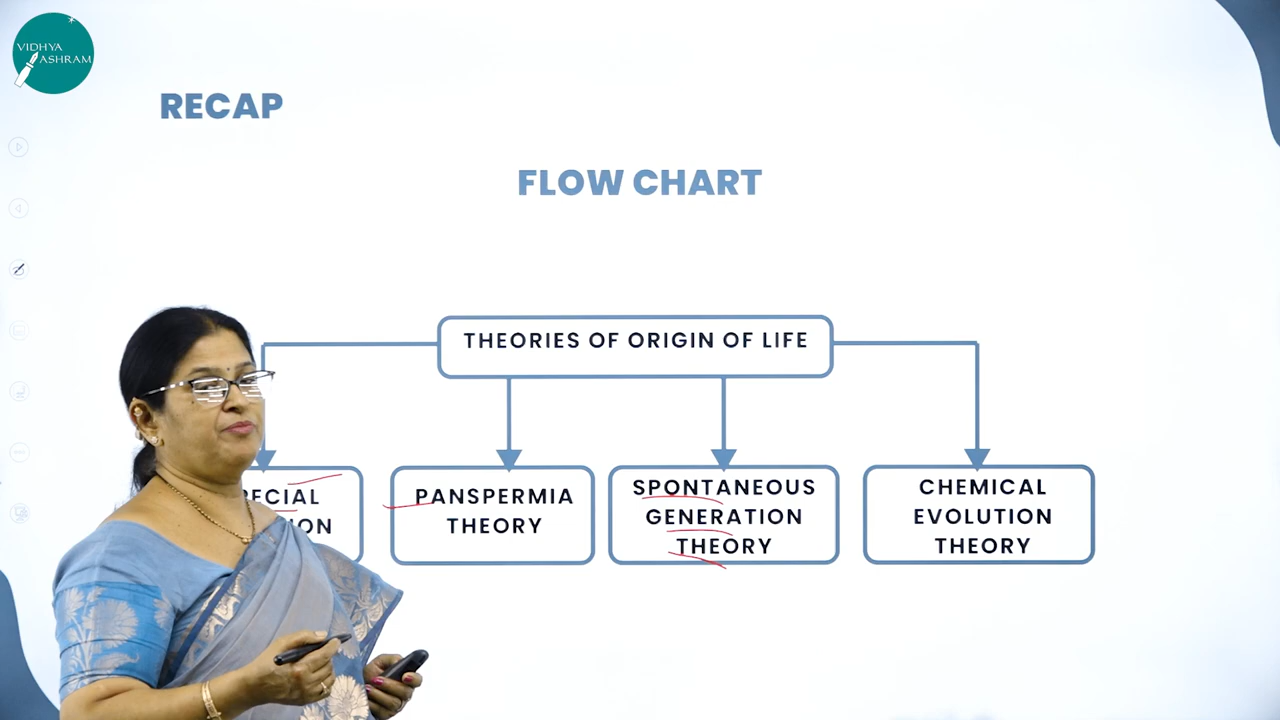 VIDHYA
ASHRAM
RECAP
FLOW CHART
THEORIES OF ORIGIN OF LIFE
PANSPERMIA
THEORY
SPONTANEOUS
GENERATION
THEORY
CHEMICAL
EVOLUTION
THEORY